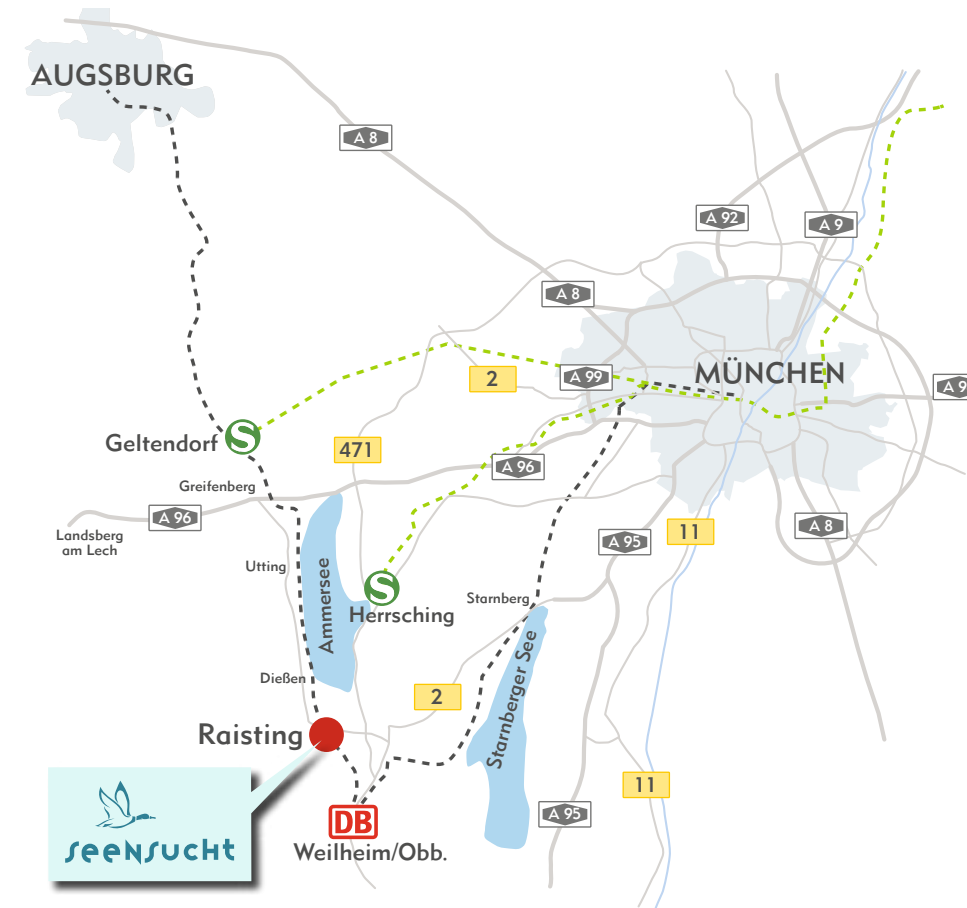 AUGSBURG
A 8
A 92
A 9
A 8
MÜNCHEN
A 99
2
A 9
Geltendorf
S
471
A 96
Greifenberg
A 96
Landsberg
am Lech
A 8
11
A 95
Utting
Ammersee
S
Herrsching
Starnberg
Starnberger See
Dießen
2
Raisting
seensucht
11
A 95
DB
Weilheim/Obb.